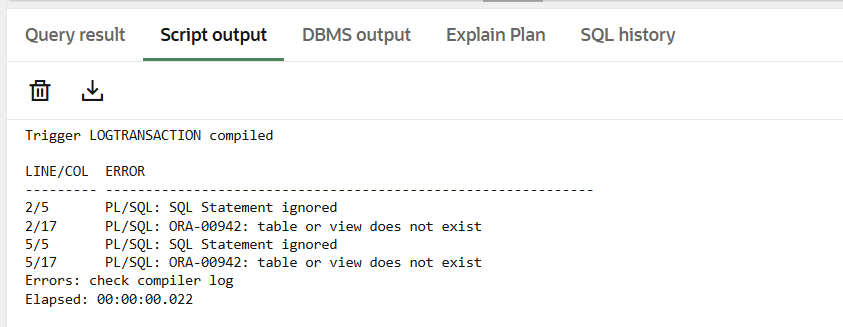 Query result Script output DBMS output Explain Plan SQL history
Trigger LOGTRANSACTION compiled
LINE/COL  ERROR
--------- -------------------------------------------------------------
2/5       PL/SQL: SQL Statement ignored
2/17      PL/SQL: ORA-00942: table or view does not exist
5/5       PL/SQL: SQL Statement ignored
5/17      PL/SQL: ORA-00942: table or view does not exist
Errors: check compiler log
Elapsed: 00:00:00.022